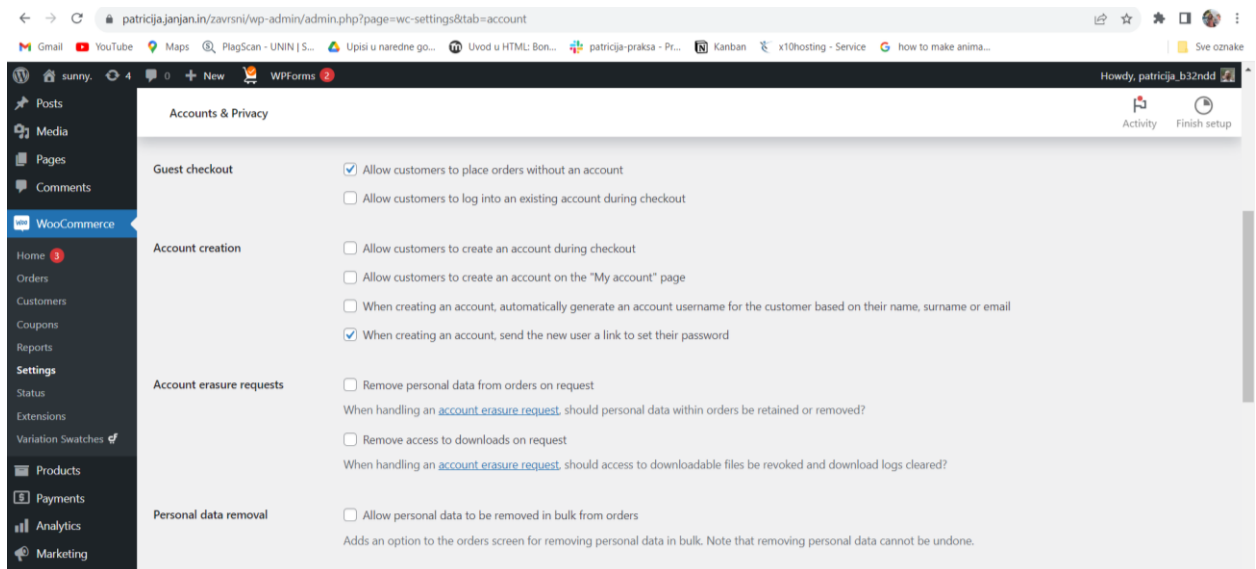 patricija.janjan.in/zavrsni/wp-admin/admin.php?page=wc-settings&tab=account
Gmail YouTube Maps PlagScan - UNIN | S... Upisi u naredne go... Uvod u HTML: Bon... patricija-praksa - Pr... Kanban x10hosting - Service how to make anima... Sve oznake
sunny. 4 0 + New WPForms 2 Howdy, patricija_b32ndd
Posts
Media
Pages
Comments
WooCommerce
Home 3
Orders
Customers
Coupons
Reports
Settings
Status
Extensions
Variation Swatches
Products
Payments
Analytics
Marketing
Accounts & Privacy
Activity Finish setup
Guest checkout
Allow customers to place orders without an account
Allow customers to log into an existing account during checkout
Account creation
Allow customers to create an account during checkout
Allow customers to create an account on the "My account" page
When creating an account, automatically generate an account username for the customer based on their name, surname or email
When creating an account, send the new user a link to set their password
Account erasure requests
Remove personal data from orders on request
When handling an account erasure request, should personal data within orders be retained or removed?
Remove access to downloads on request
When handling an account erasure request, should access to downloadable files be revoked and download logs cleared?
Personal data removal
Allow personal data to be removed in bulk from orders
Adds an option to the orders screen for removing personal data in bulk. Note that removing personal data cannot be undone.